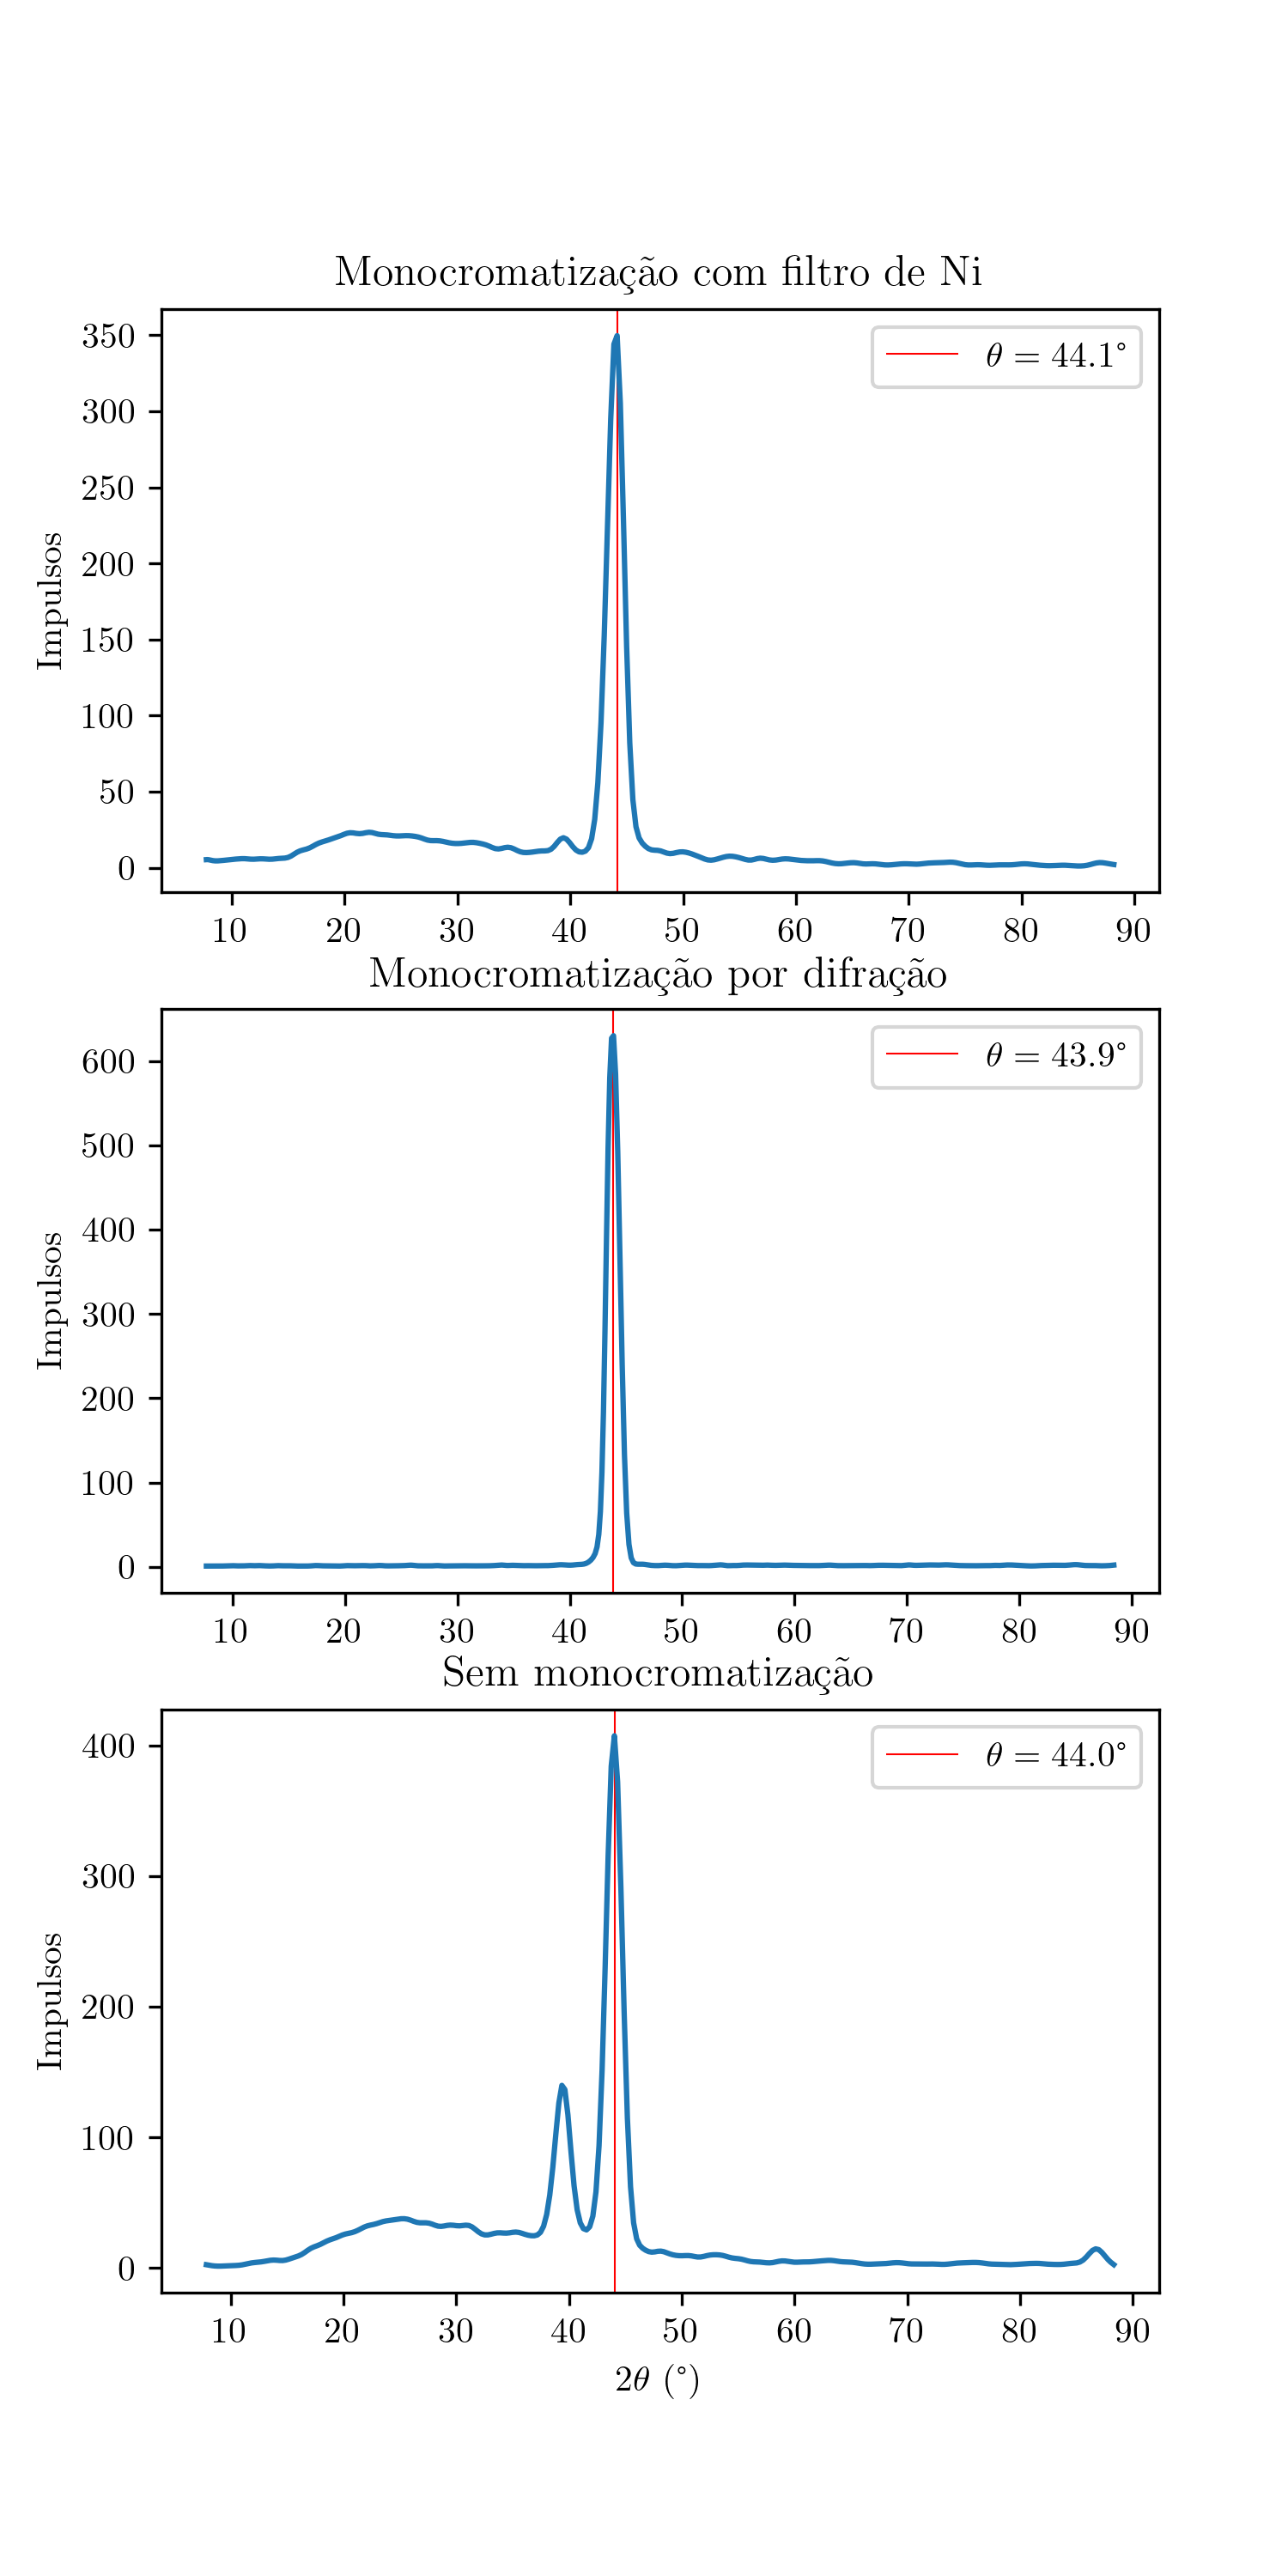 Monocromatização com filtro de Ni
350
300
250
200
150
100
50
0
Impulsos
θ = 44.1°
10 20 30 40 50 60 70 80 90
Monocromatização por difração
600
500
400
300
200
100
0
Impulsos
θ = 43.9°
10 20 30 40 50 60 70 80 90
Sem monocromatização
400
300
200
100
0
Impulsos
θ = 44.0°
10 20 30 40 50 60 70 80 90
2θ (°)